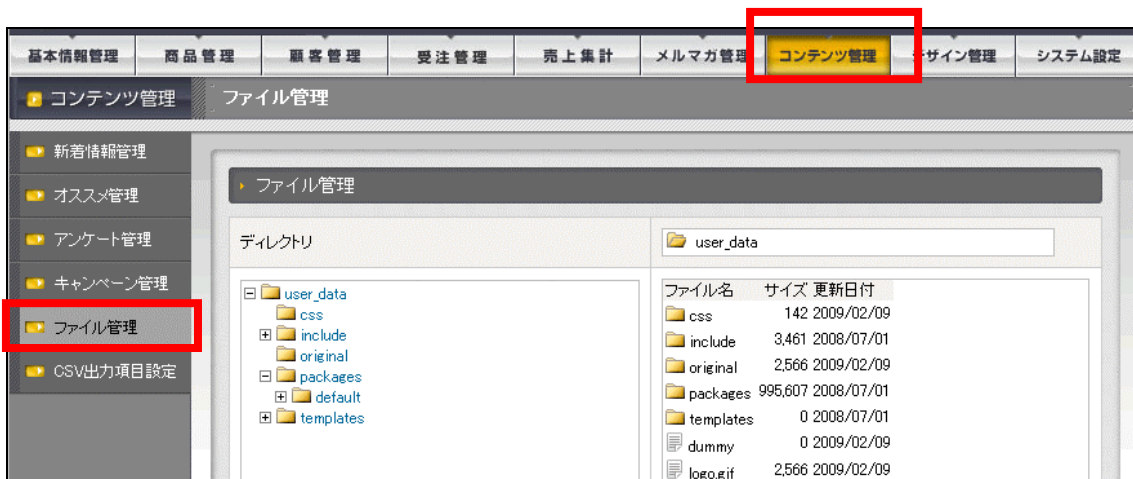 基本情報管理 商品管理 顧客管理 受注管理 売上集計 メルマガ管理 コンテンツ管理 デザイン管理 システム設定
コンテンツ管理 ファイル管理
新着情報管理
オススメ管理
アンケート管理
キャンペーン管理
ファイル管理
CSV出力項目設定
ファイル管理
ディレクトリ
user_data
css
include
original
packages
default
templates
user_data
ファイル名 サイズ 更新日付
css 142 2009/02/09
include 3,461 2008/07/01
original 2,566 2009/02/09
packages 995,607 2008/07/01
templates 0 2008/07/01
dummy 0 2009/02/09
logo.gif 2,566 2009/02/09